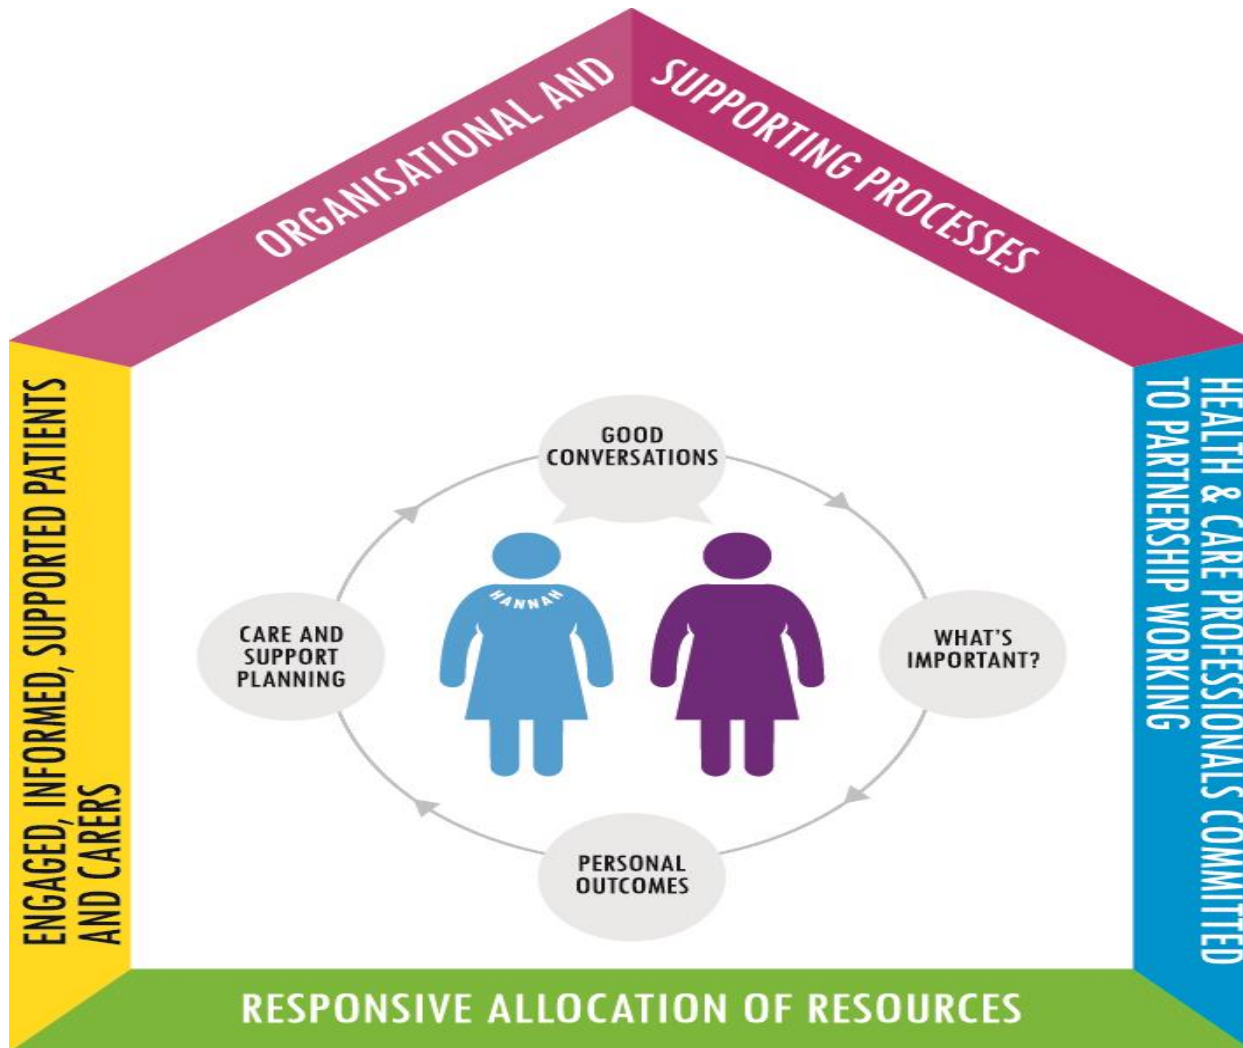 ORGANISATIONAL AND
SUPPORTING PROCESSES
ENGAGED, INFORMED, SUPPORTED PATIENTS
AND CARERS
HEALTH & CARE PROFESSIONALS COMMITTED
TO PARTNERSHIP WORKING
GOOD
CONVERSATIONS
HANNAH
CARE AND
SUPPORT
PLANNING
WHAT'S
IMPORTANT?
PERSONAL
OUTCOMES
RESPONSIVE ALLOCATION OF RESOURCES